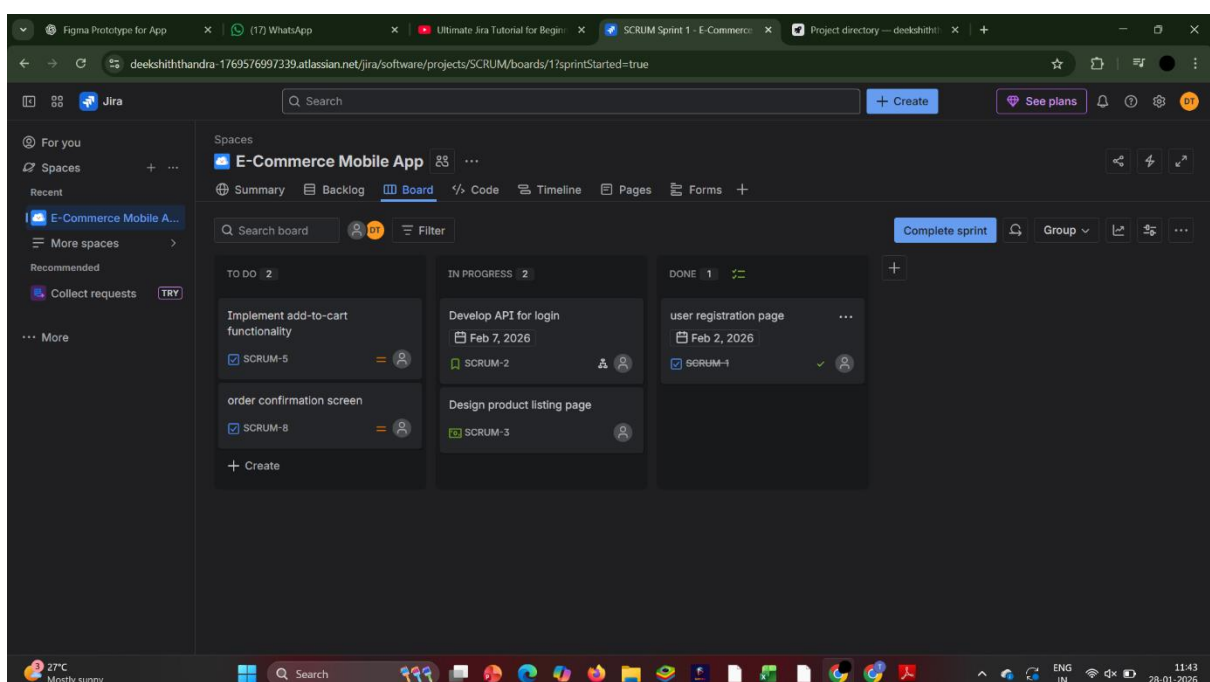 Figma Prototype for App
(17) WhatsApp
Ultimate Jira Tutorial for Begin
SCRUM Sprint 1 - E-Commerce
Project directory — deekshitht
deekshiththandra-1769576997339.atlassian.net/jira/software/projects/SCRUM/boards/1?sprintStarted=true
Jira
Search
+ Create
See plans
DT
For you
Spaces
Recent
E-Commerce Mobile A...
More spaces
Recommended
Collect requests TRY
More
Spaces
E-Commerce Mobile App
Summary Backlog Board Code Timeline Pages Forms
Search board DT Filter
Complete sprint Group
TO DO 2
Implement add-to-cart
functionality
SCRUM-5
order confirmation screen
SCRUM-8
+ Create
IN PROGRESS 2
Develop API for login
Feb 7, 2026
SCRUM-2
Design product listing page
SCRUM-3
DONE 1
user registration page
Feb 2, 2026
SCRUM-1
3
27°C
Mostly sunny
Search
ENG
IN
11:43
28-01-2026